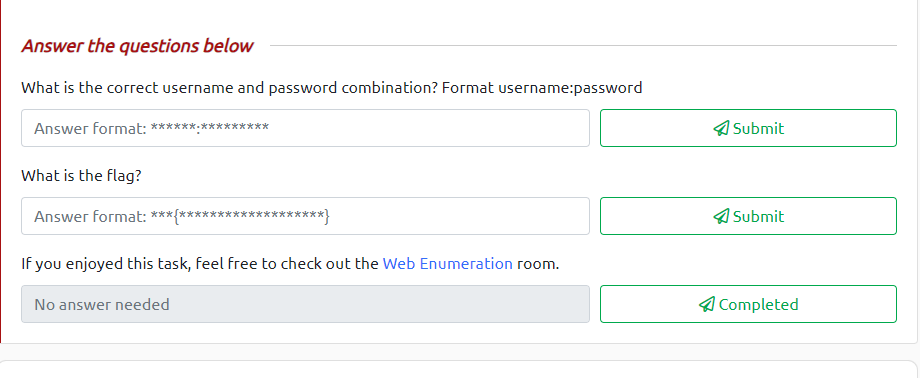 Answer the questions below
What is the correct username and password combination? Format username:password
Answer format: ******:*********
Submit
What is the flag?
Answer format: ***{*******************}
Submit
If you enjoyed this task, feel free to check out the Web Enumeration room.
No answer needed
Completed